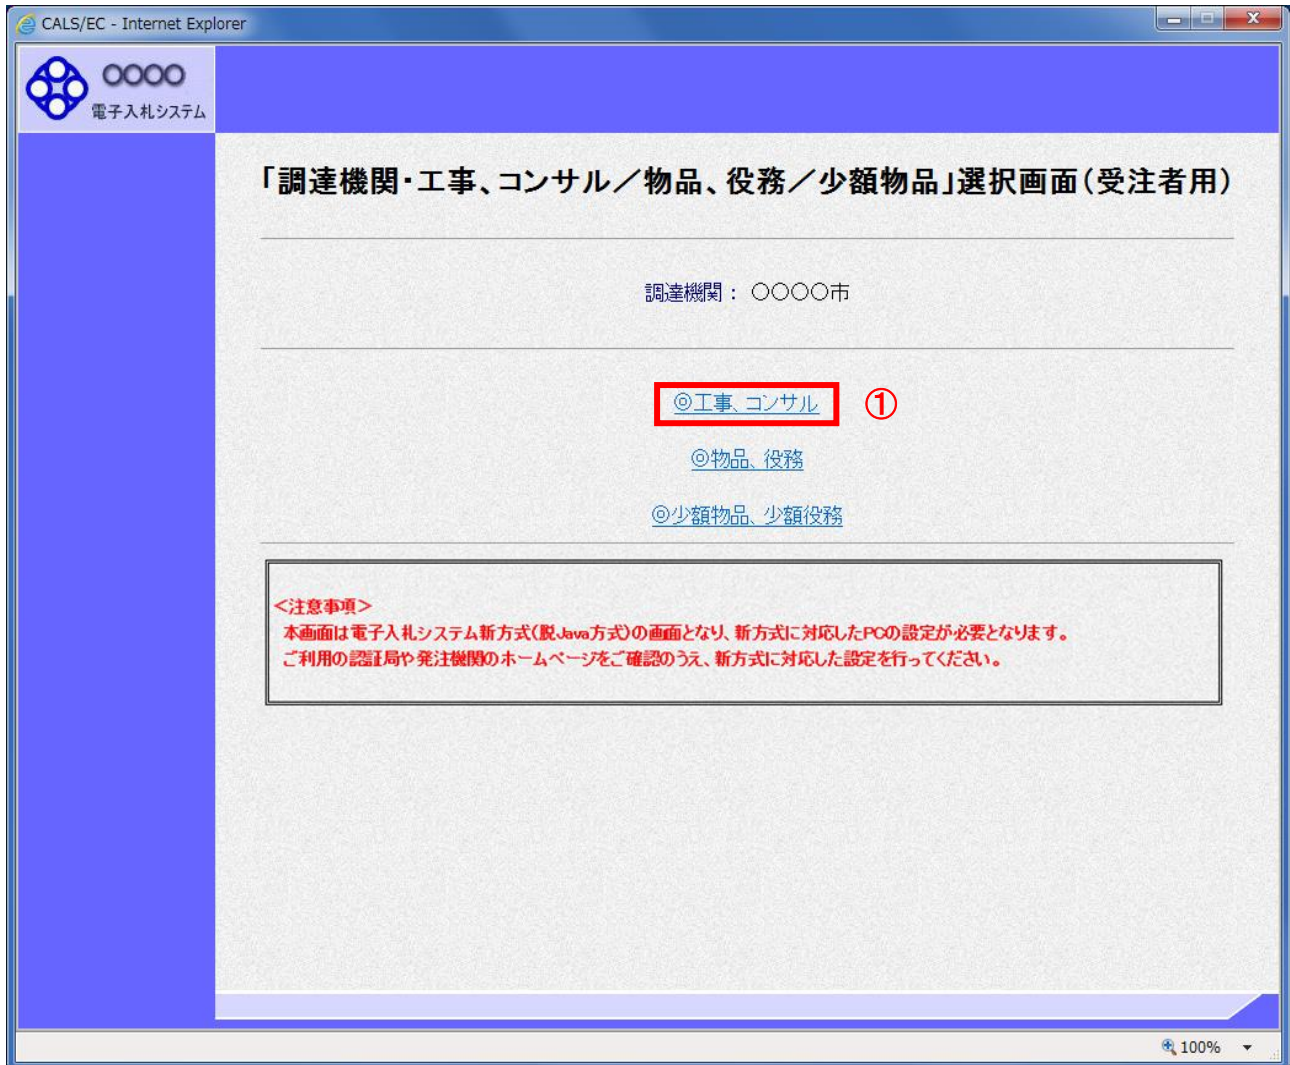 CALS/EC - Internet Explorer
○○○○
電子入札システム
「調達機関・工事、コンサル／物品、役務／少額物品」選択画面（受注者用）
調達機関： ○○○○市
◎工事、コンサル
①
◎物品、役務
◎少額物品、少額役務
＜注意事項＞
本画面は電子入札システム新方式(脱Java方式)の画面となり、新方式に対応したPCの設定が必要となります。
ご利用の認証局や発注機関のホームページをご確認のうえ、新方式に対応した設定を行ってください。
100%